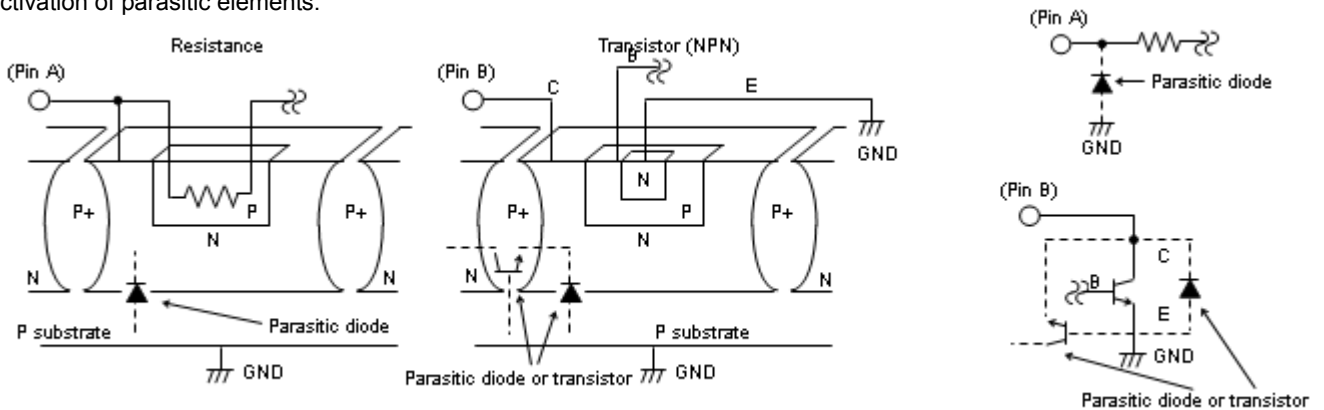 ctivation of parasitic elements.
Resistance
(Pin A)
P+
P
P+
N
N
N
Parasitic diode
P substrate
GND
Transistor (NPN)
(Pin B)
C
B
E
GND
N
P+
P
P+
N
N
N
P substrate
GND
Parasitic diode or transistor
(Pin A)
Parasitic diode
GND
(Pin B)
C
B
E
GND
Parasitic diode or transistor